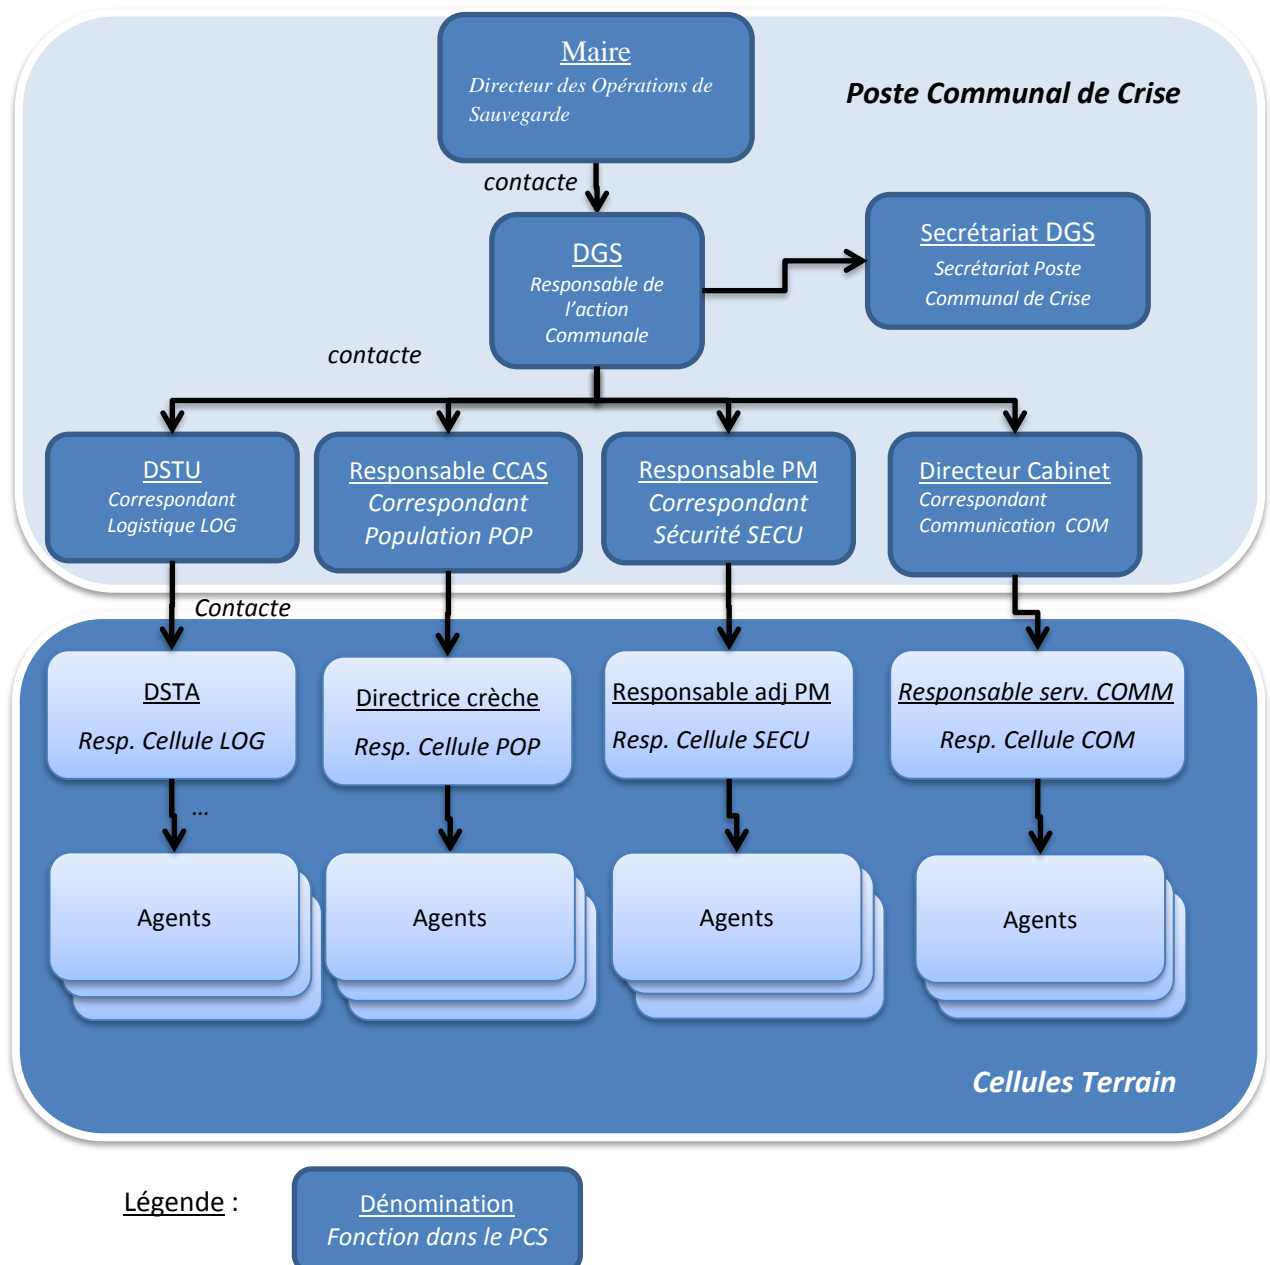 Maire
Directeur des Opérations de
Sauvegarde
Poste Communal de Crise
contacte
DGS
Responsable de
l'action
Communale
Secrétariat DGS
Secrétariat Poste
Communal de Crise
contacte
DSTU
Correspondant
Logistique LOG
Responsable CCAS
Correspondant
Population POP
Responsable PM
Correspondant
Sécurité SECU
Directeur Cabinet
Correspondant
Communication COM
Contacte
DSTA
Resp. Cellule LOG
Directrice crèche
Resp. Cellule POP
Responsable adj PM
Resp. Cellule SECU
Responsable serv. COMM
Resp. Cellule COM
...
Agents
Agents
Agents
Agents
Cellules Terrain
Légende :
Dénomination
Fonction dans le PCS